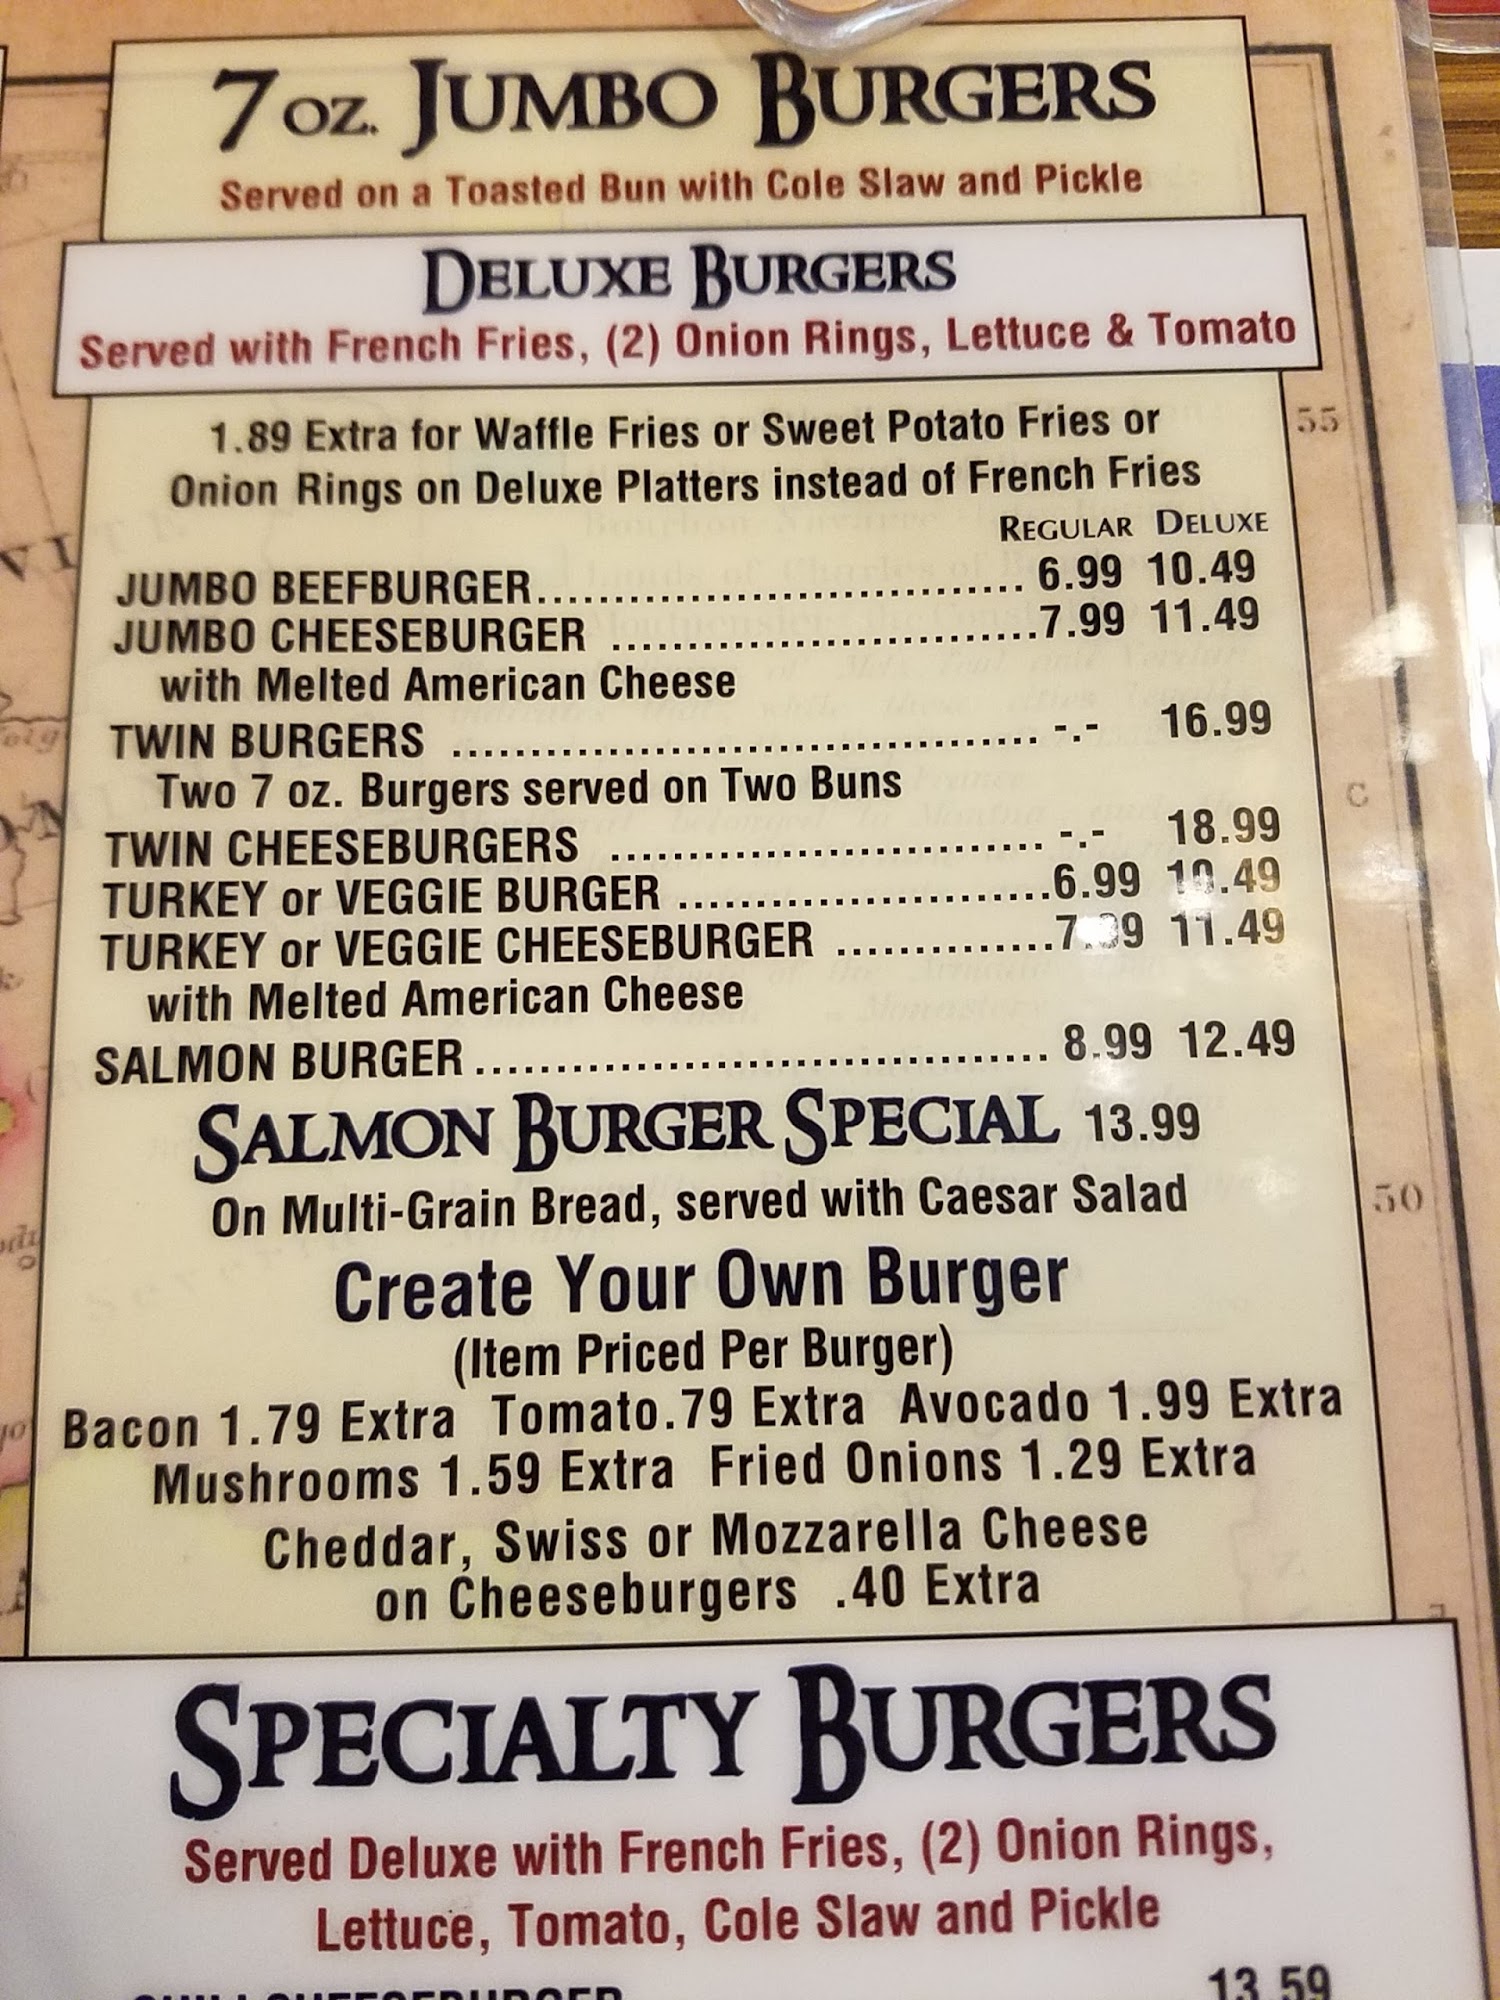 7 oz. Jumbo Burgers
Served on a Toasted Bun with Cole Slaw and Pickle
Deluxe Burgers
Served with French Fries, (2) Onion Rings, Lettuce & Tomato
1.89 Extra for Waffle Fries or Sweet Potato Fries or
Onion Rings on Deluxe Platters instead of French Fries
Regular Deluxe
JUMBO BEEFBURGER 6.99 10.49
JUMBO CHEESEBURGER 7.99 11.49
with Melted American Cheese
TWIN BURGERS -.- 16.99
Two 7 oz. Burgers served on Two Buns
TWIN CHEESEBURGERS -.- 18.99
TURKEY or VEGGIE BURGER 6.99 10.49
TURKEY or VEGGIE CHEESEBURGER 7.99 11.49
with Melted American Cheese
SALMON BURGER 8.99 12.49
Salmon Burger Special 13.99
On Multi-Grain Bread, served with Caesar Salad
Create Your Own Burger
(Item Priced Per Burger)
Bacon 1.79 Extra Tomato .79 Extra Avocado 1.99 Extra
Mushrooms 1.59 Extra Fried Onions 1.29 Extra
Cheddar, Swiss or Mozzarella Cheese
on Cheeseburgers .40 Extra
Specialty Burgers
Served Deluxe with French Fries, (2) Onion Rings,
Lettuce, Tomato, Cole Slaw and Pickle
13.59
55
C
50